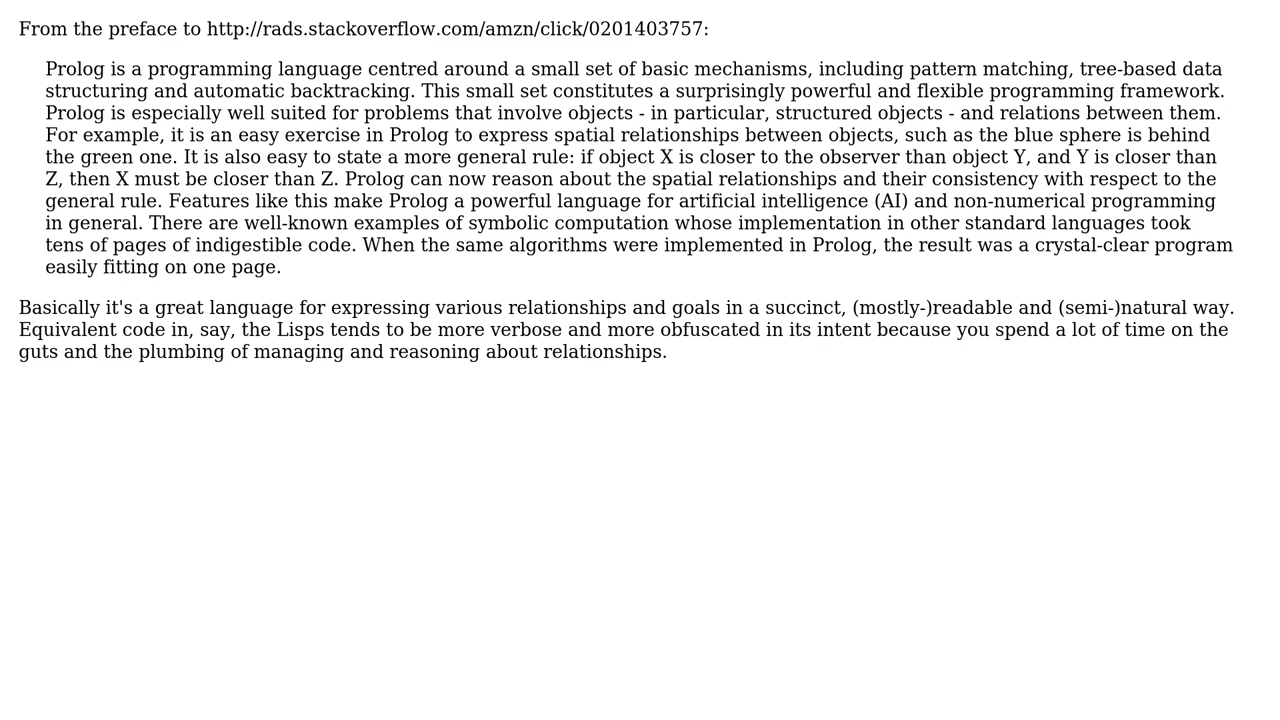 From the preface to http://rads.stackoverflow.com/amzn/click/0201403757:
Prolog is a programming language centred around a small set of basic mechanisms, including pattern matching, tree-based data
structuring and automatic backtracking. This small set constitutes a surprisingly powerful and flexible programming framework.
Prolog is especially well suited for problems that involve objects - in particular, structured objects - and relations between them.
For example, it is an easy exercise in Prolog to express spatial relationships between objects, such as the blue sphere is behind
the green one. It is also easy to state a more general rule: if object X is closer to the observer than object Y, and Y is closer than
Z, then X must be closer than Z. Prolog can now reason about the spatial relationships and their consistency with respect to the
general rule. Features like this make Prolog a powerful language for artificial intelligence (AI) and non-numerical programming
in general. There are well-known examples of symbolic computation whose implementation in other standard languages took
tens of pages of indigestible code. When the same algorithms were implemented in Prolog, the result was a crystal-clear program
easily fitting on one page.
Basically it's a great language for expressing various relationships and goals in a succinct, (mostly-)readable and (semi-)natural way.
Equivalent code in, say, the Lisps tends to be more verbose and more obfuscated in its intent because you spend a lot of time on the
guts and the plumbing of managing and reasoning about relationships.